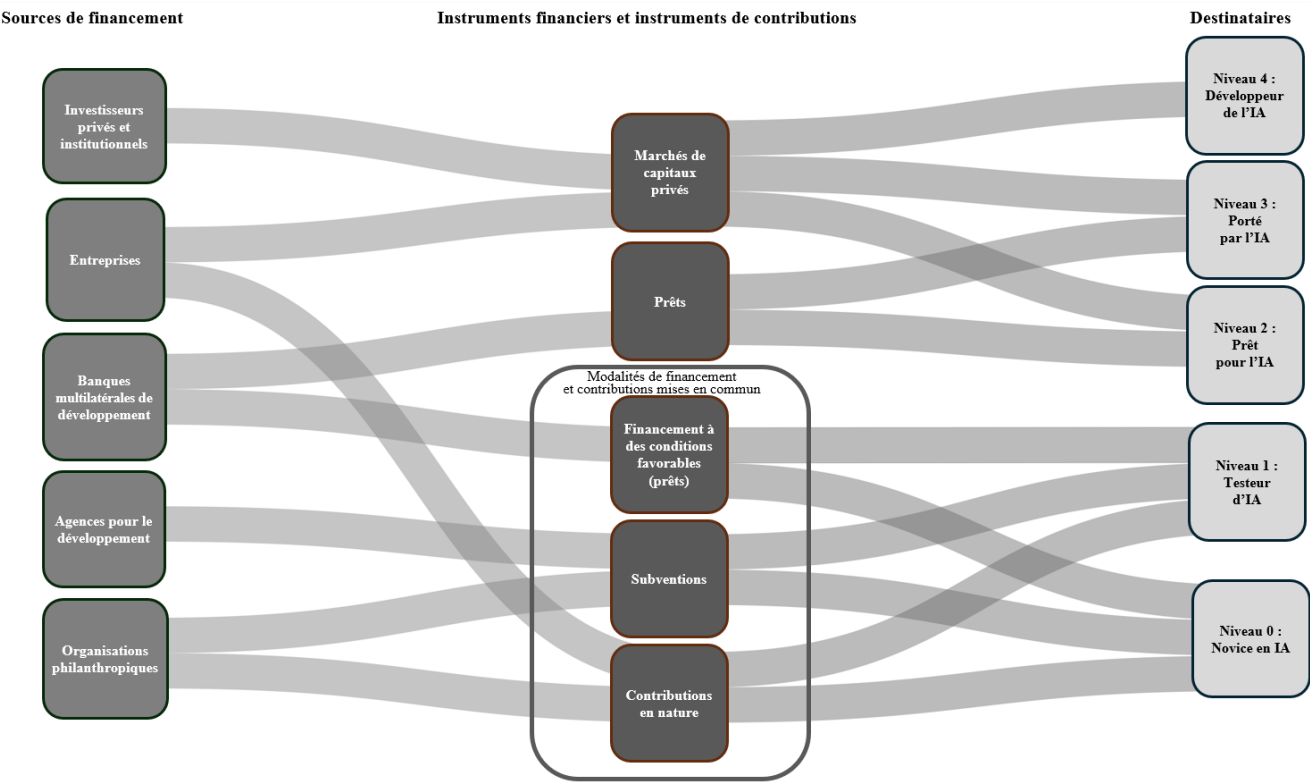 Sources de financement
Instruments financiers et instruments de contributions
Destinataires
Investisseurs
privés et
institutionnels
Entreprises
Banques
multilatérales de
développement
Agences pour le
développement
Organisations
philanthropiques
Marchés de
capitaux
privés
Prêts
Modalités de financement
et contributions mises en commun
Financement à
des conditions
favorables
(prêts)
Subventions
Contributions
en nature
Niveau 4 :
Développeur
de l’IA
Niveau 3 :
Porté
par l’IA
Niveau 2 :
Prêt
pour l’IA
Niveau 1 :
Testeur
d’IA
Niveau 0 :
Novice en IA